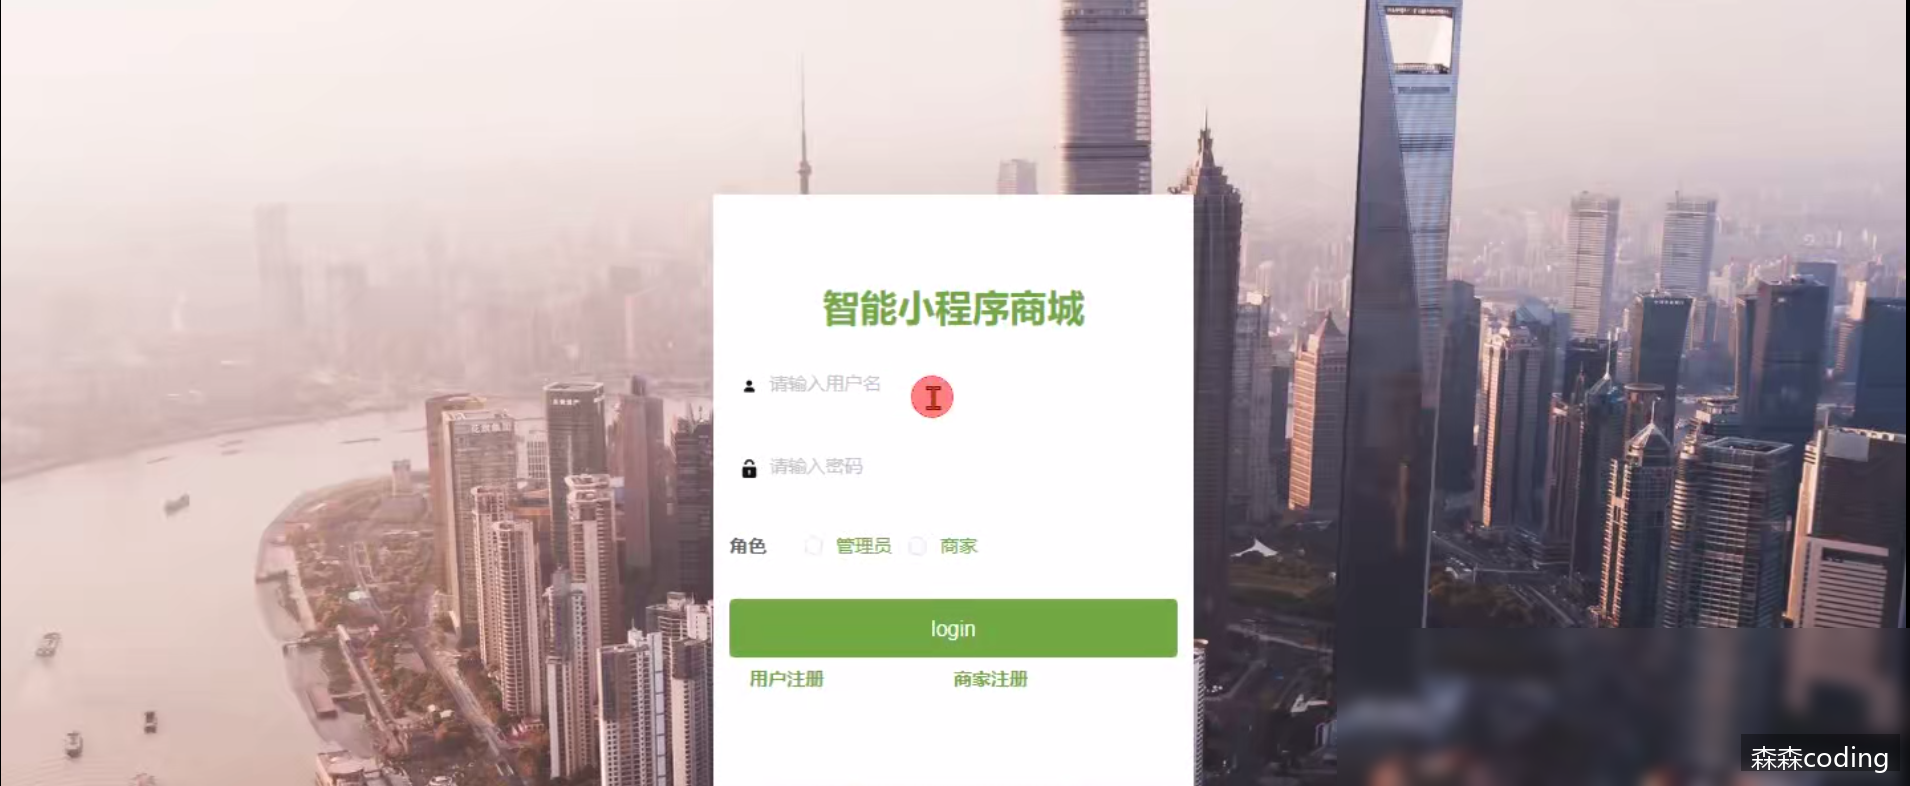 智能小程序商城
请输入用户名
请输入密码
角色 管理员 商家
login
用户注册 商家注册
森森coding